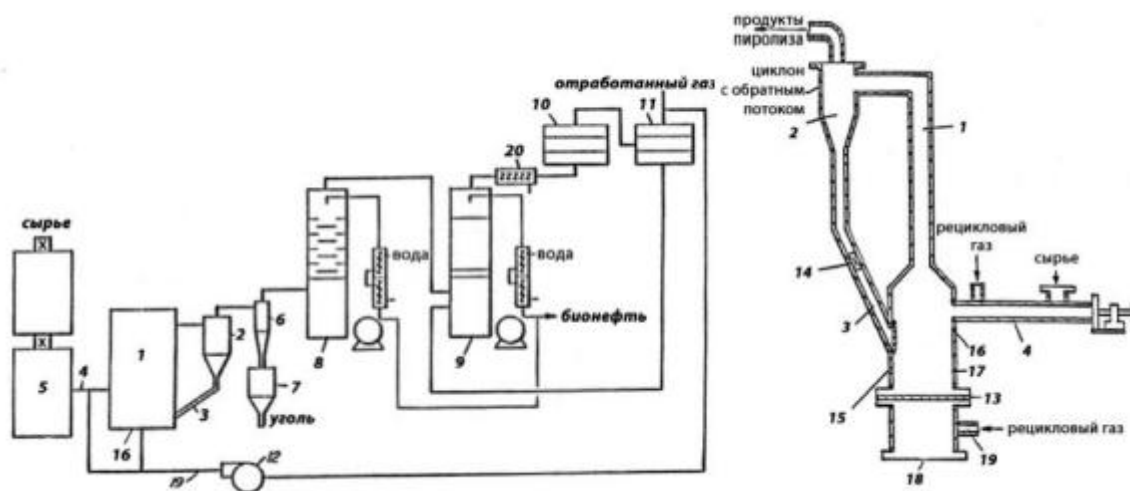 отработанный газ
10
11
20
сырье
вода
вода
бионефть
1
2
3
4
5
6
7
8
9
уголь
16
19
12
продукты
пиролиза
циклон
с обратным
потоком
2
1
рецикловый
газ
сырье
14
3
16
4
17
15
13
рецикловый газ
19
18